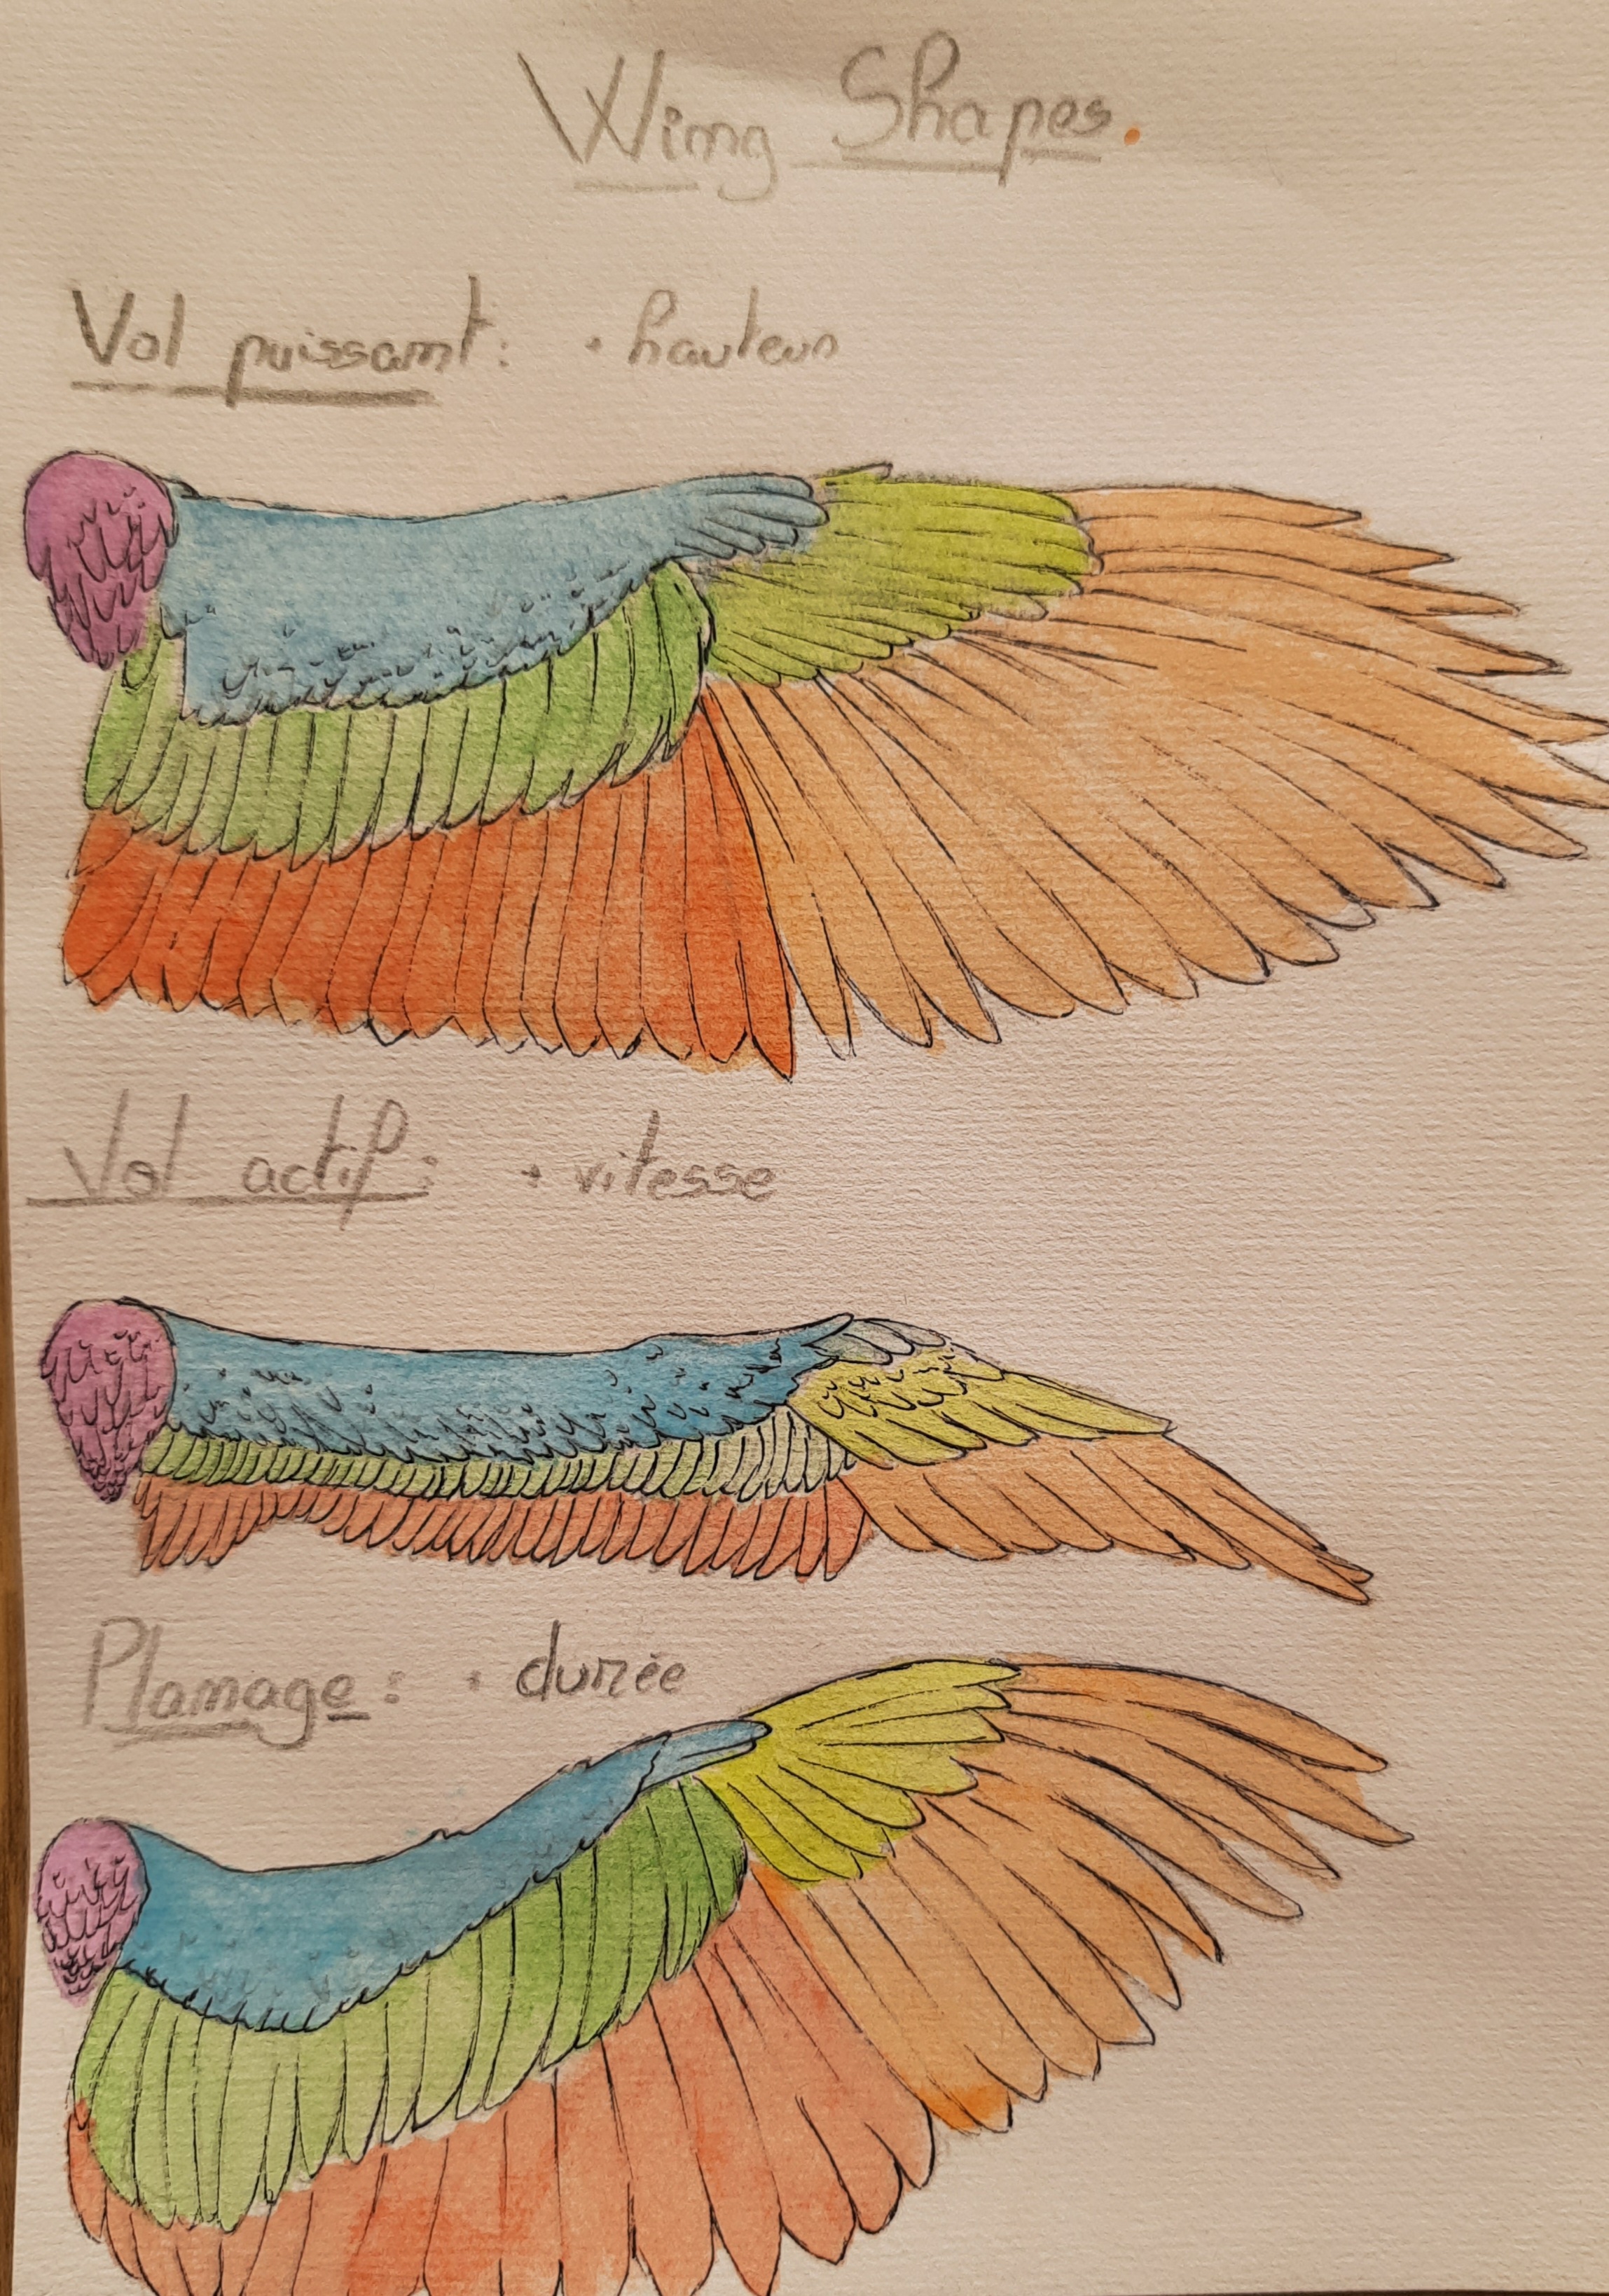 Wing Shapes.
Vol puissant : + hauteur
Vol actif : + vitesse
Planage : + durée